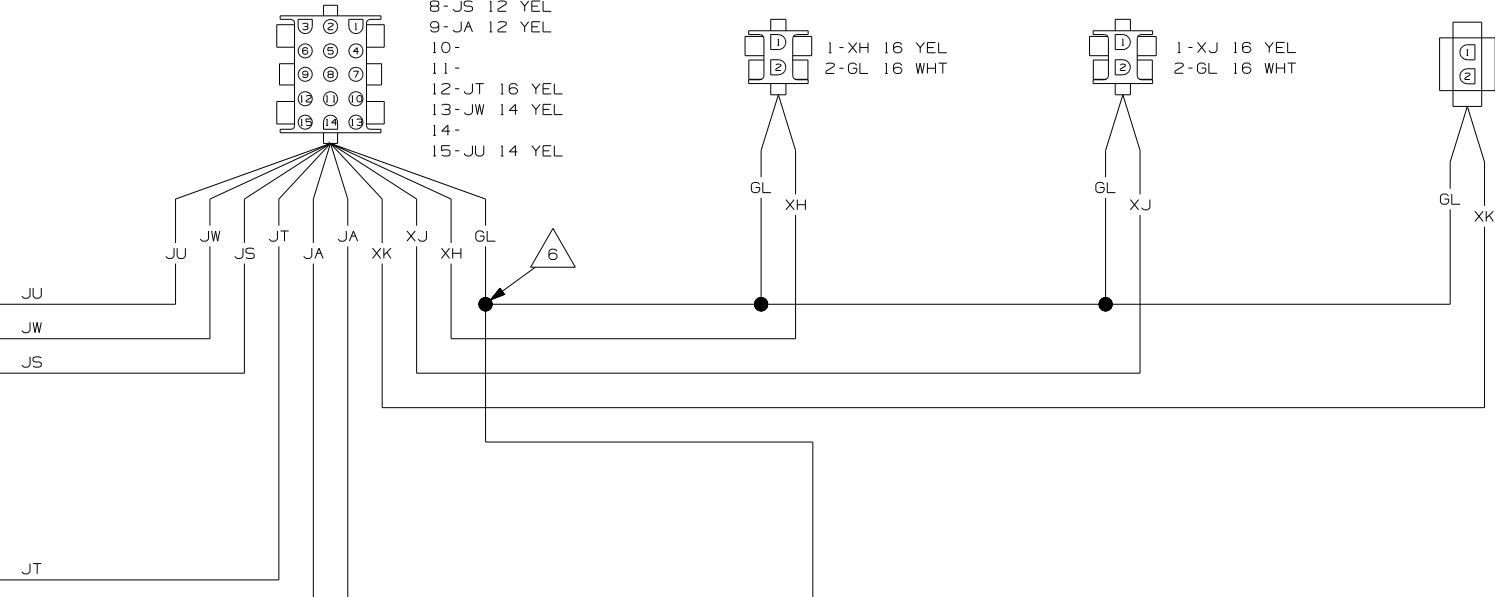 8-JS 12 YEL
9-JA 12 YEL
10-
11-
12-JT 16 YEL
13-JW 14 YEL
14-
15-JU 14 YEL
3 2 1
6 5 4
9 8 7
12 11 10
15 14 13
1
2
1-XH 16 YEL
2-GL 16 WHT
1
2
1-XJ 16 YEL
2-GL 16 WHT
1
2
GL
XH
GL
XJ
GL
XK
JU
JW
JS
JT
JA
JA
XK
XJ
XH
GL
6
JU
JW
JS
JT